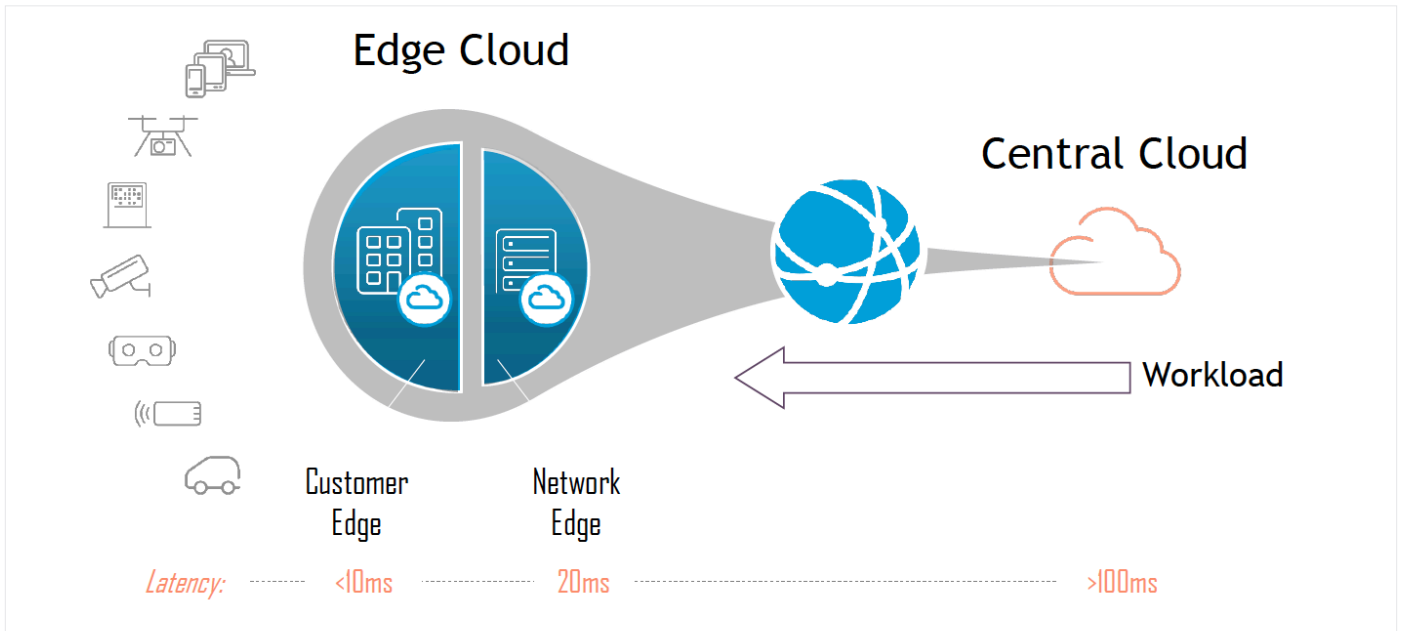 Edge Cloud
Central Cloud
Workload
Customer
Edge
Network
Edge
Latency:
<10ms
20ms
>100ms